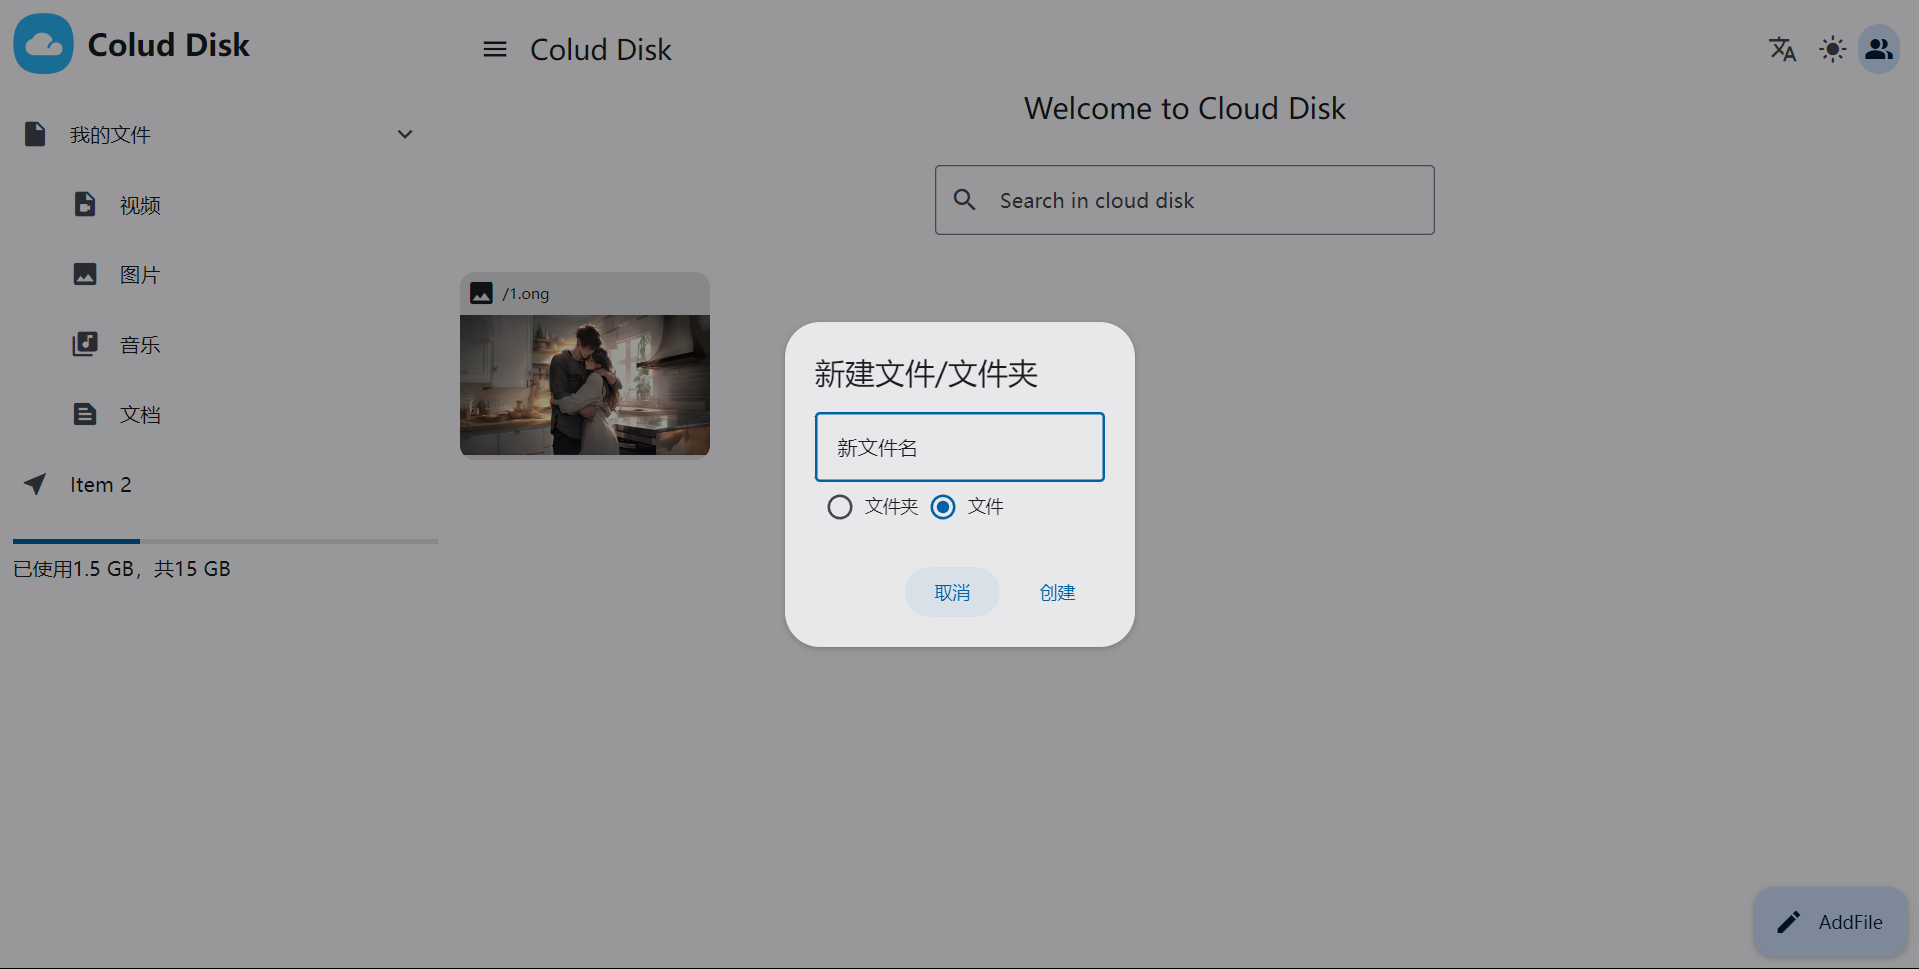 Colud Disk
Colud Disk
Welcome to Cloud Disk
Search in cloud disk
我的文件
视频
图片
音乐
文档
Item 2
已使用1.5 GB，共15 GB
/1.ong
新建文件/文件夹
新文件名
文件夹 文件
取消 创建
AddFile